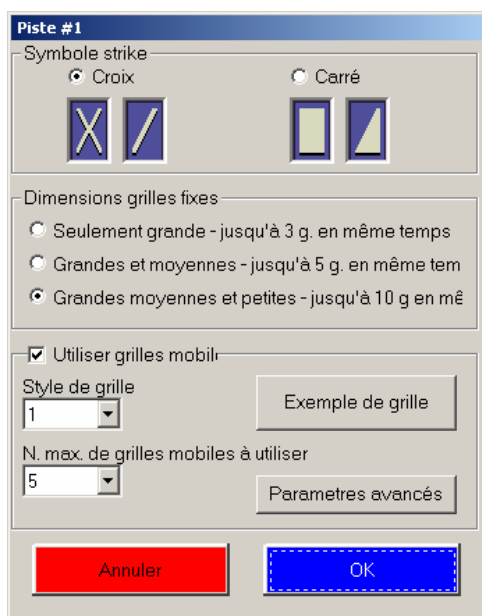 Piste #1
Symbole strike
Croix Carré
Dimensions grilles fixes
Seulement grande - jusqu'à 3 g. en même temps
Grandes et moyennes - jusqu'à 5 g. en même tem
Grandes moyennes et petites - jusqu'à 10 g en mê
Utiliser grilles mobil
Style de grille
1
Exemple de grille
N. max. de grilles mobiles à utiliser
5
Parametres avancés
Annuler OK